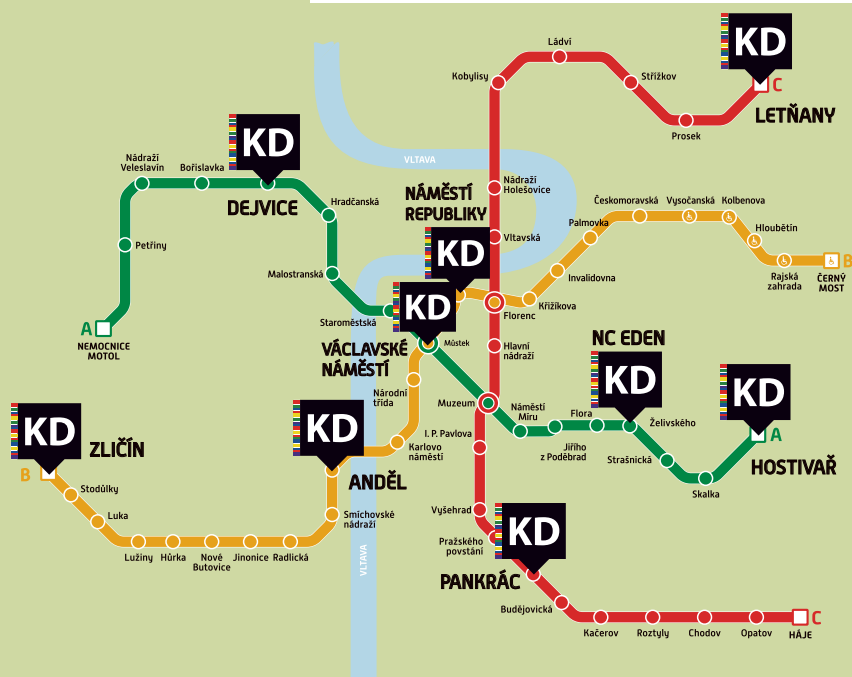 Ládví
KD
Kobylisy
Střížkov
C
LETŇANY
Prosek
KD
Nádraží
Veleslavín
Bořislavka
VLTAVA
DEJVICE
Hradčanská
NÁMĚSTÍ
REPUBLIKY
Nádraží
Holešovice
Českomoravská
Vysočanská
Kolbenova
Palmovka
Hloubětín
Petřiny
KD
Vltavská
Malostranská
Invalidovna
B
Rajská
zahrada
ČERNÝ
MOST
KD
Křižíkova
Florenc
Staroměstská
A
NEMOCNICE
MOTOL
VÁCLAVSKÉ
NÁMĚSTÍ
Můstek
Hlavní
nádraží
NC EDEN
KD
KD
Národní
třída
Muzeum
Náměstí
Míru
Flora
Želivského
KD
ZLIČÍN
KD
I. P. Pavlova
Jiřího
z Poděbrad
A
Karlovo
náměstí
Strašnická
HOSTIVAŘ
B
ANDĚL
Skalka
Stodůlky
Luka
Smíchovské
nádraží
Vyšehrad
KD
Pražského
povstání
Lužiny
Hůrka
Nové
Butovice
Jinonice
Radlická
VLTAVA
PANKRÁC
Budějovická
C
Kačerov
Roztyly
Chodov
Opatov
HÁJE